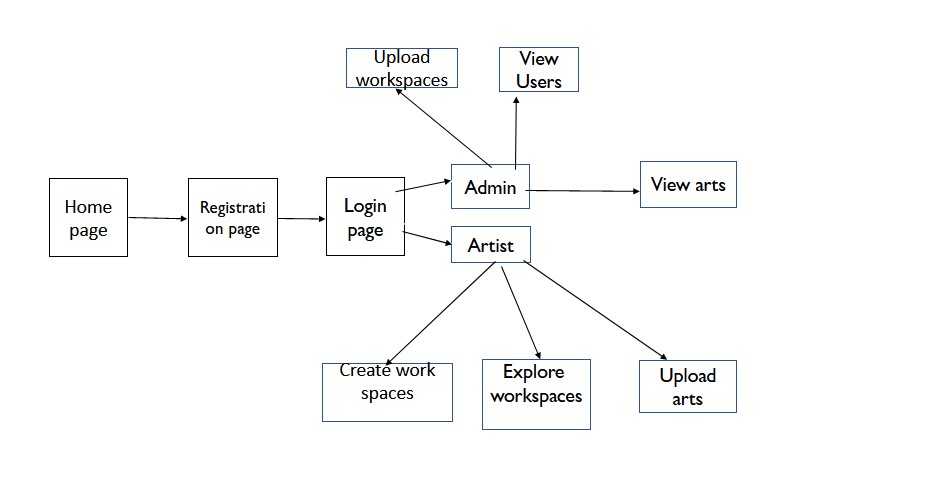 Upload
workspaces
View
Users
Home
page
Registrati
on page
Login
page
Admin
View arts
Artist
Create work
spaces
Explore
workspaces
Upload
arts